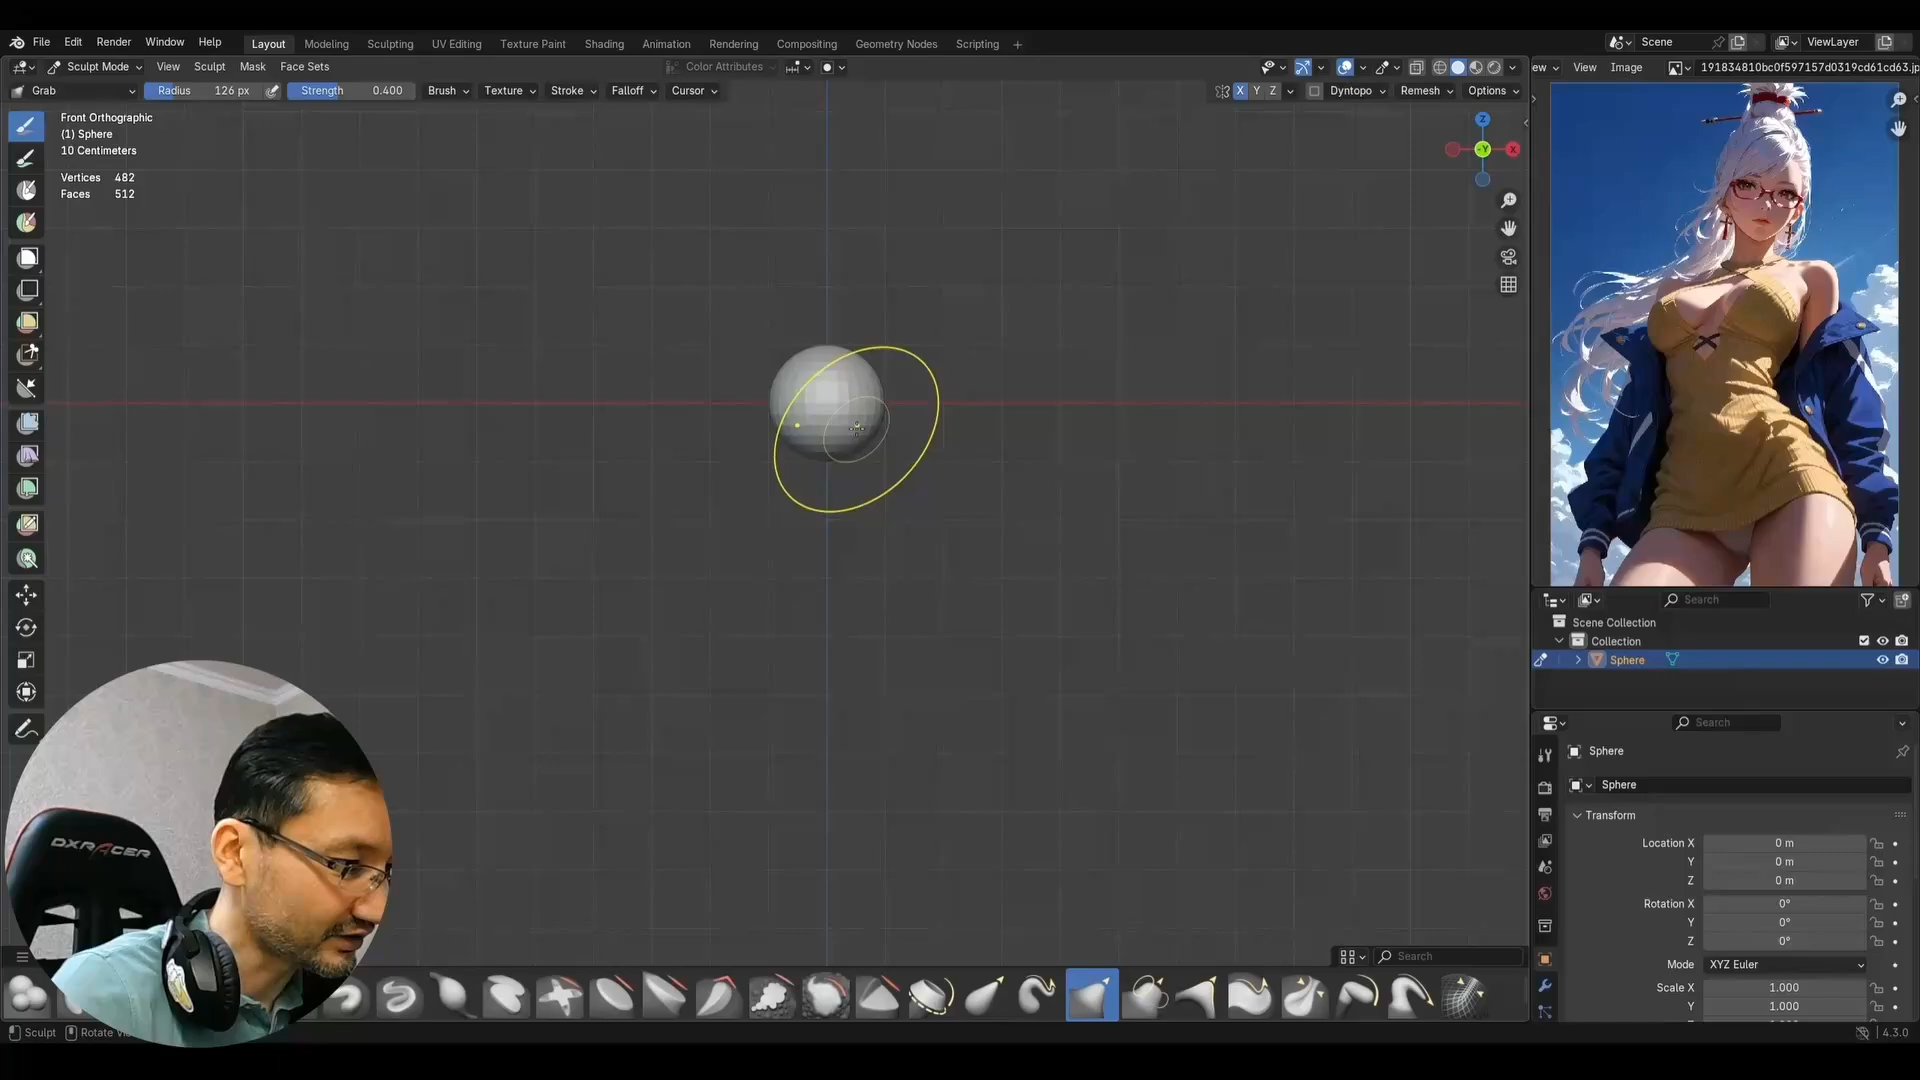 File Edit Render Window Help Layout Modeling Sculpting UV Editing Texture Paint Shading Animation Rendering Compositing Geometry Nodes Scripting + Scene ViewLayer
Sculpt Mode View Sculpt Mask Face Sets Color Attributes ew View Image 191834810bc0f597157d0319cd61cd63.jp
Grab Radius 126 px Strength 0.400 Brush Texture Stroke Falloff Cursor X Y Z Dyntopo Remesh Options
Front Orthographic
(1) Sphere
10 Centimeters
Vertices 482
Faces 512
Z
-Y X
Search
Scene Collection
Collection
Sphere
Search
Sphere
Sphere
Transform
Location X 0 m
Y 0 m
Z 0 m
Rotation X 0°
Y 0°
Z 0°
Mode XYZ Euler
Scale X 1.000
Y 1.000
DXRACER
Search
Sculpt Rotate Vi
4.3.0